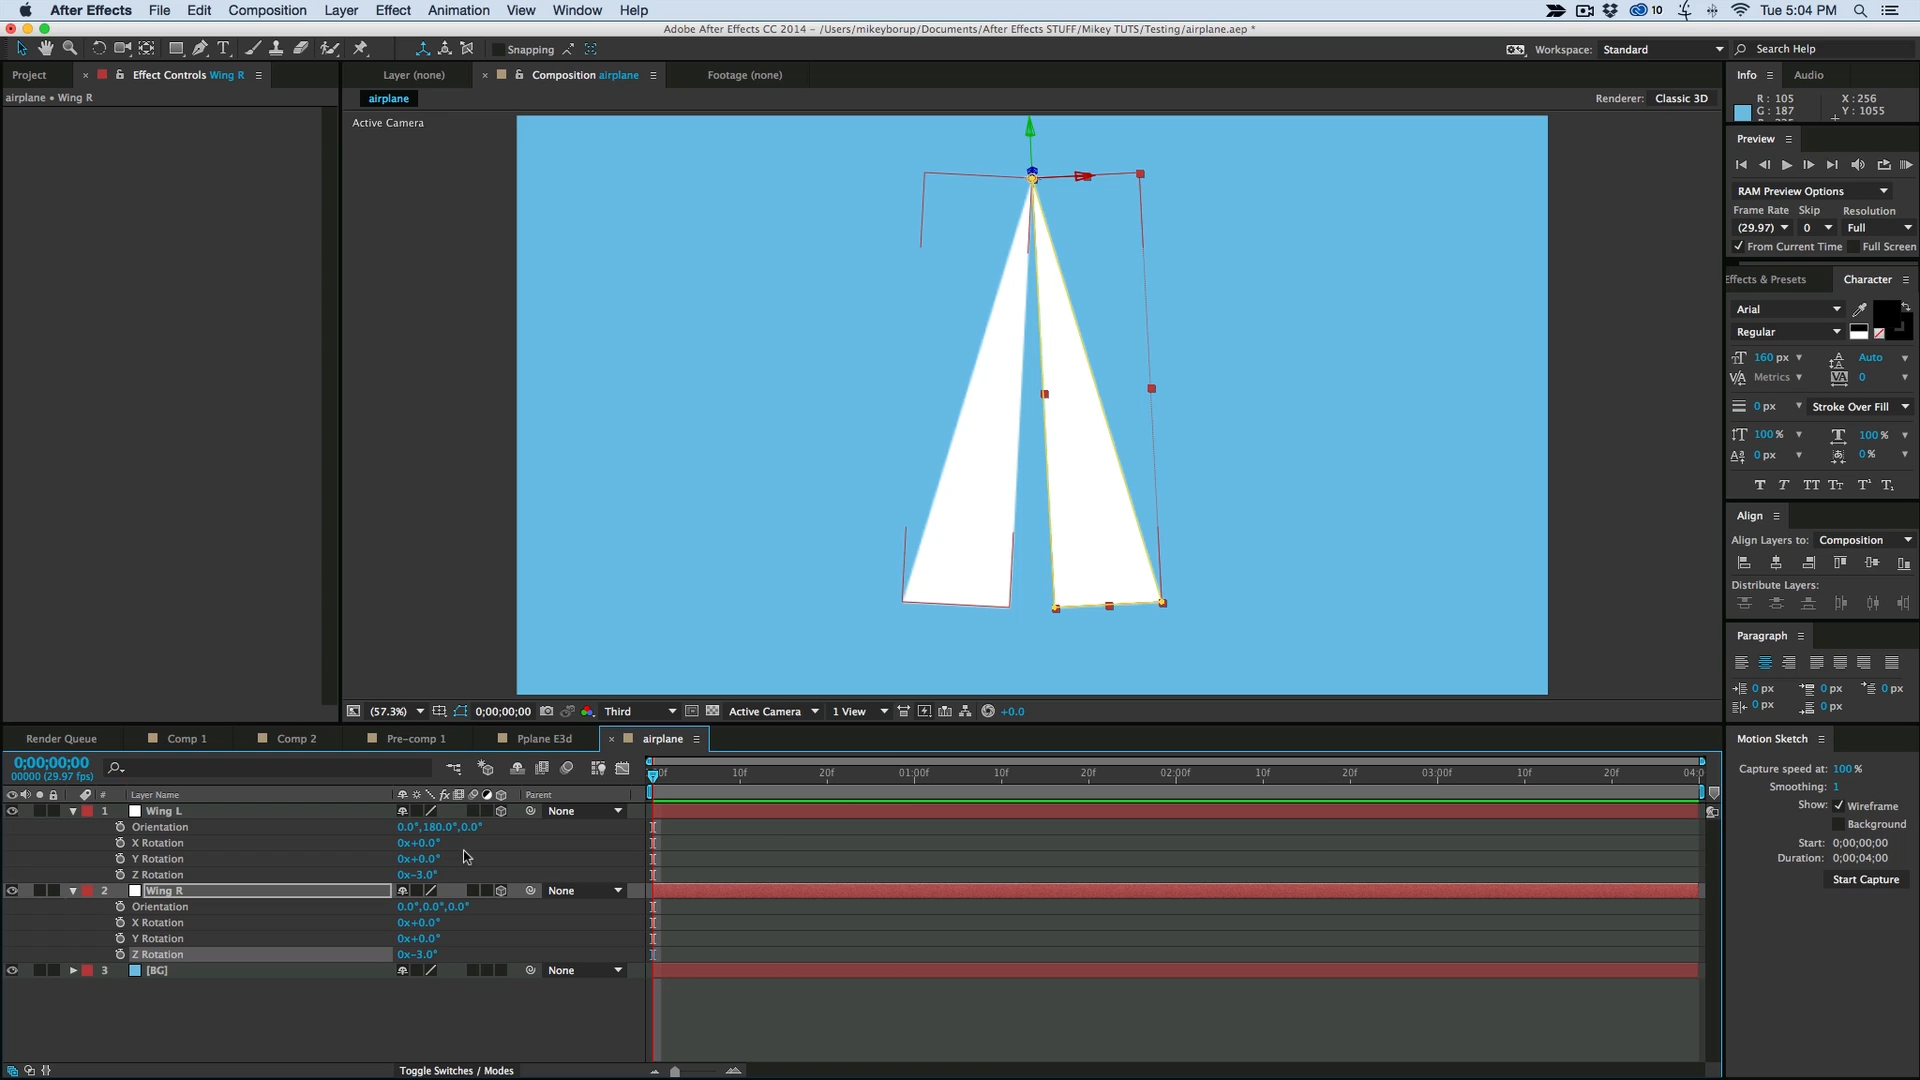 After Effects File Edit Composition Layer Effect Animation View Window Help 10 Tue 5:04 PM
Adobe After Effects CC 2014 - /Users/mikeyborup/Documents/After Effects STUFF/Mikey TUTS/Testing/airplane.aep *
Snapping Workspace: Standard Search Help
Project × Effect Controls Wing R Layer (none) × Composition airplane Footage (none) Info Audio
airplane • Wing R airplane Renderer: Classic 3D
R: 105 X: 256
G: 187 Y: 1055
Active Camera
Preview
RAM Preview Options
Frame Rate Skip Resolution
(29.97) 0 Full
From Current Time Full Screen
Effects & Presets Character
Arial
Regular
160 px Auto
Metrics 0
0 px Stroke Over Fill
100 % 100 %
0 px 0 %
T T TT Tt T¹ T₁
Align
Align Layers to: Composition
Distribute Layers:
Paragraph
0 px 0 px 0 px
0 px 0 px
(57.3%) 0;00;00;00 Third Active Camera 1 View +0.0
Render Queue Comp 1 Comp 2 Pre-comp 1 Pplane E3d × airplane
0;00;00;00
00000 (29.97 fps)
10f 20f 01:00f 10f 20f 02:00f 10f 20f 03:00f 10f 20f
# Layer Name fx Parent
1 Wing L None
Orientation 0.0°,180.0°,0.0°
X Rotation 0x+0.0°
Y Rotation 0x+0.0°
Z Rotation 0x-3.0°
2 Wing R None
Orientation 0.0°,0.0°,0.0°
X Rotation 0x+0.0°
Y Rotation 0x+0.0°
Z Rotation 0x-3.0°
3 [BG] None
Toggle Switches / Modes
Motion Sketch
Capture speed at: 100 %
Smoothing: 1
Show: Wireframe
Background
Start: 0;00;00;00
Duration: 0;00;04;00
Start Capture